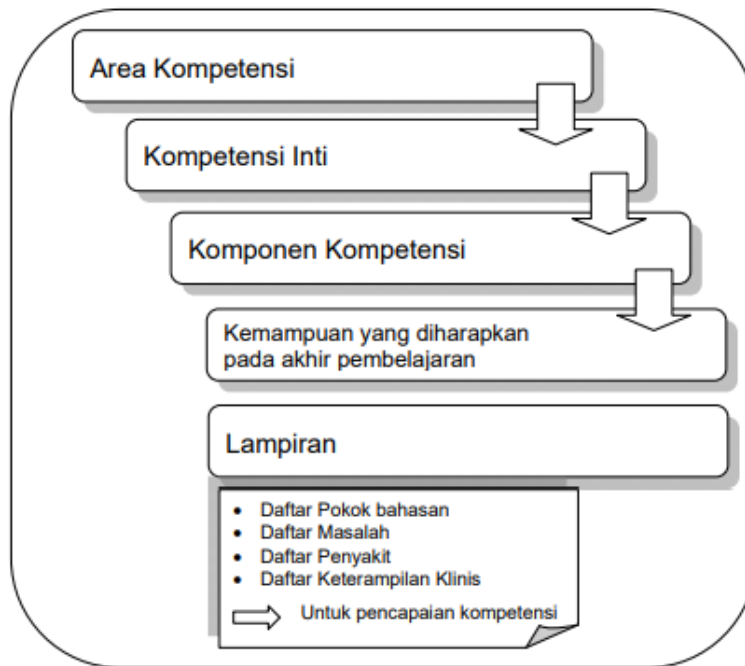 Area Kompetensi
Kompetensi Inti
Komponen Kompetensi
Kemampuan yang diharapkan
pada akhir pembelajaran
Lampiran
• Daftar Pokok bahasan
• Daftar Masalah
• Daftar Penyakit
• Daftar Keterampilan Klinis
Untuk pencapaian kompetensi